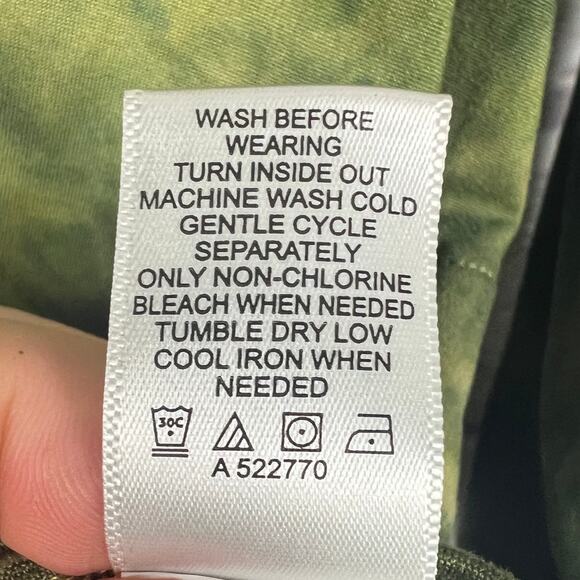 WASH BEFORE
WEARING
TURN INSIDE OUT
MACHINE WASH COLD
GENTLE CYCLE
SEPARATELY
ONLY NON-CHLORINE
BLEACH WHEN NEEDED
TUMBLE DRY LOW
COOL IRON WHEN
NEEDED
30C
A 522770